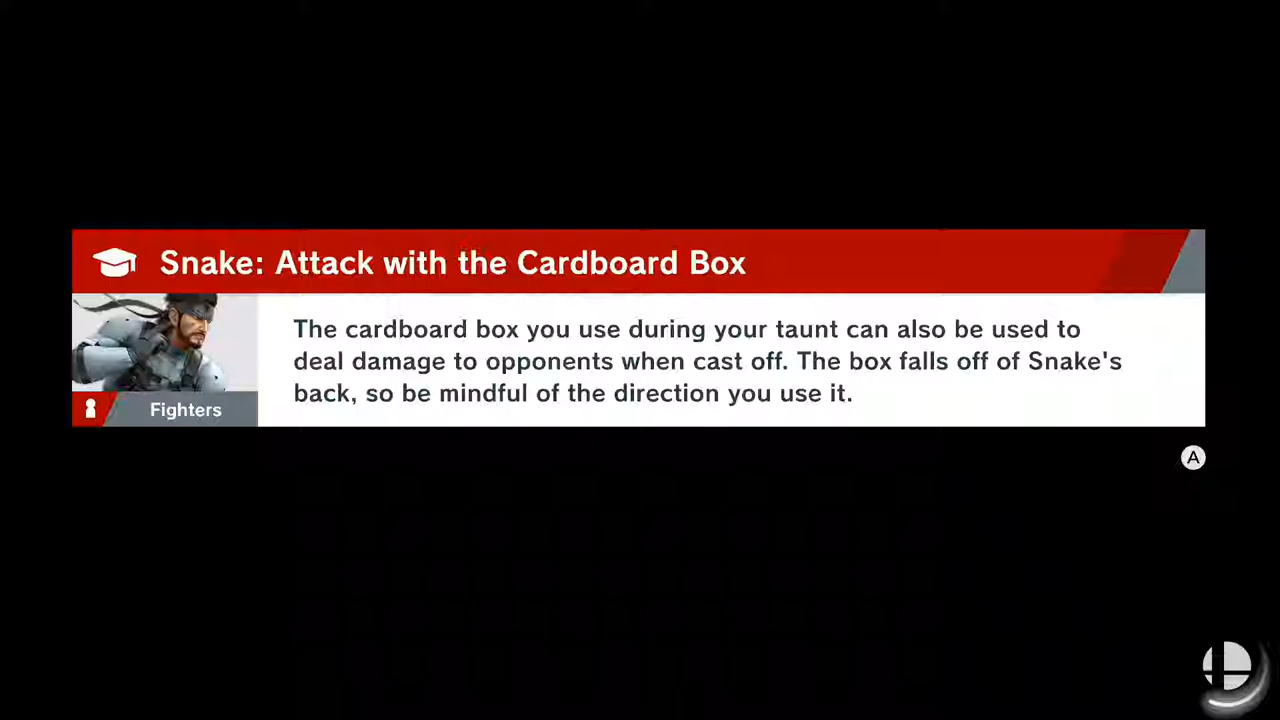 Snake: Attack with the Cardboard Box
The cardboard box you use during your taunt can also be used to
deal damage to opponents when cast off. The box falls off of Snake's
back, so be mindful of the direction you use it.
Fighters
A